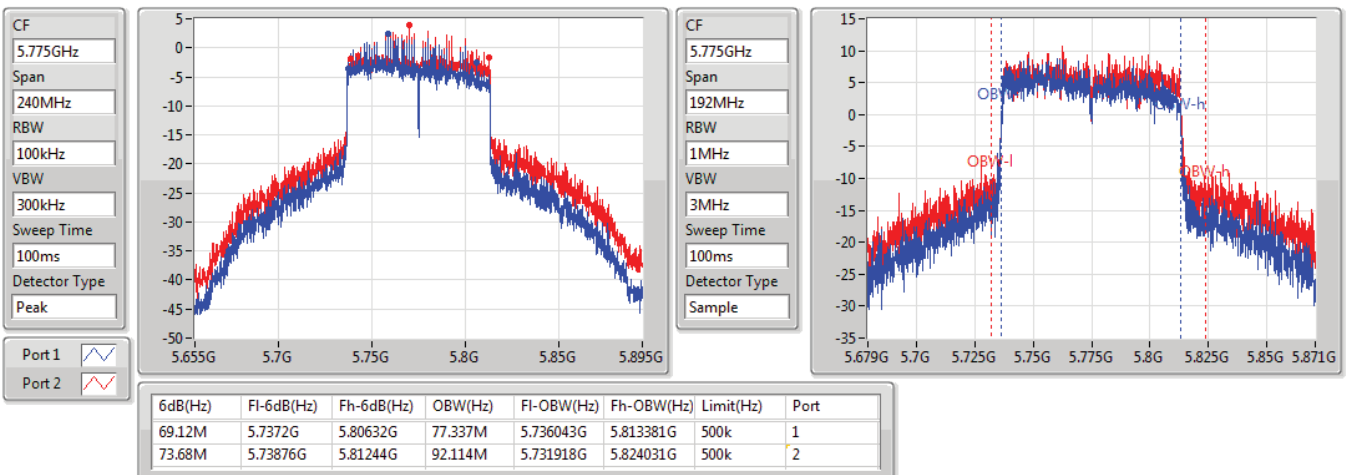 CF
5.775GHz
Span
240MHz
RBW
100kHz
VBW
300kHz
Sweep Time
100ms
Detector Type
Peak
Port 1
Port 2
5
0
-5
-10
-15
-20
-25
-30
-35
-40
-45
-50
5.655G 5.7G 5.75G 5.8G 5.85G 5.895G
CF
5.775GHz
Span
192MHz
RBW
1MHz
VBW
3MHz
Sweep Time
100ms
Detector Type
Sample
15
10
5
0
-5
-10
-15
-20
-25
-30
-35
OBW-l
OBW-h
5.679G 5.7G 5.725G 5.75G 5.775G 5.8G 5.825G 5.85G 5.871G
6dB(Hz) Fl-6dB(Hz) Fh-6dB(Hz) OBW(Hz) Fl-OBW(Hz) Fh-OBW(Hz) Limit(Hz) Port
69.12M 5.7372G 5.80632G 77.337M 5.736043G 5.813381G 500k 1
73.68M 5.73876G 5.81244G 92.114M 5.731918G 5.824031G 500k 2